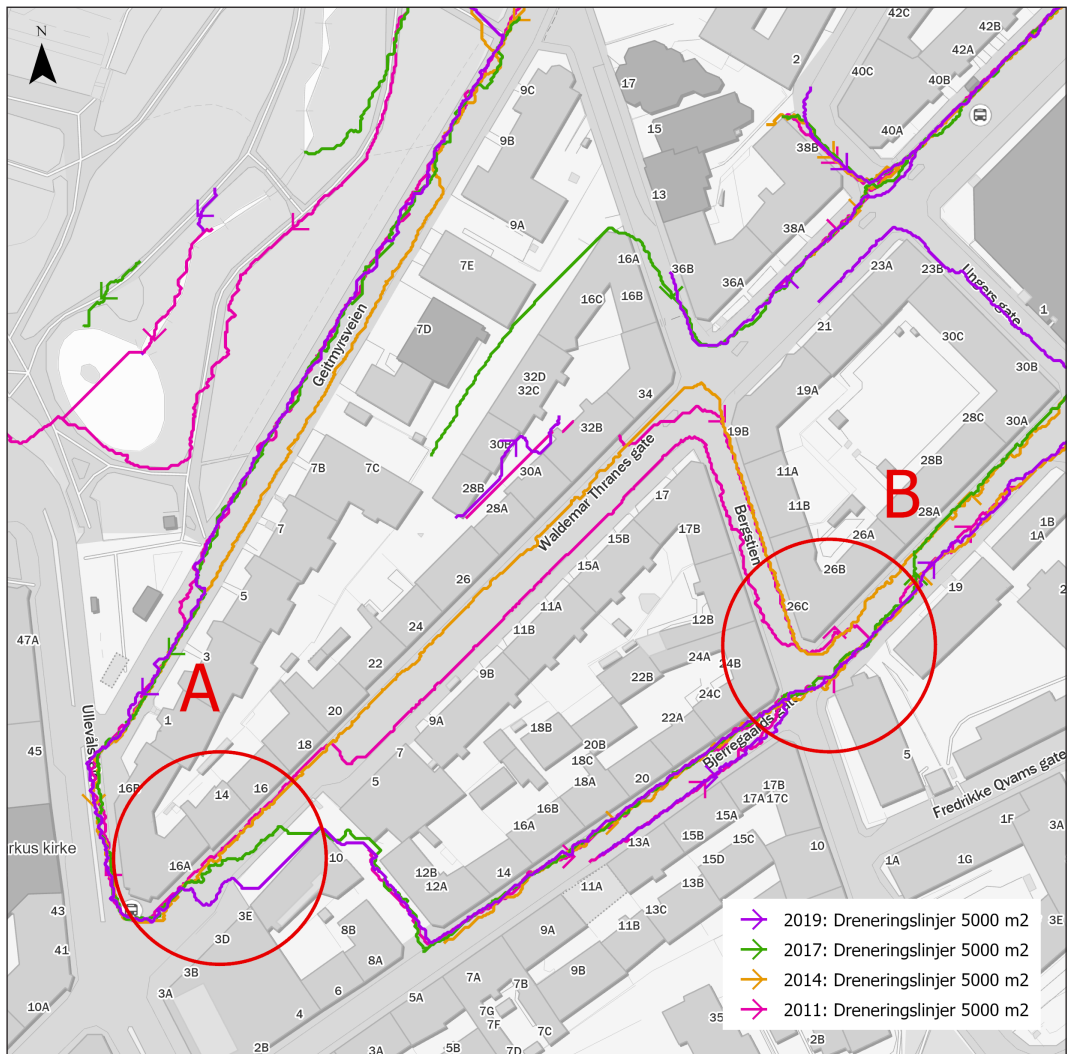 N
42C
42B
42A
40C
40B
40A
2
17
15
13
38B
38A
36B
36A
9C
9B
9A
7E
7D
16A
16B
16C
23A
23B
Ungers gate
1
21
30C
30B
30A
Geitmyrsveien
32D
32C
34
32B
19A
19B
28C
28B
28A
30A
28B
28A
7B
7C
7
11A
11B
B
Waldemar Thranes gate
17
17B
15B
15A
Bergstien
26A
26B
26C
1B
1A
19
2
26
5
24
11A
11B
12B
24A
24B
24C
47A
3
A
22
9B
22B
22A
Bjerregaards gate
5
1
20
9A
18B
20B
Ullevål
45
18
7
18C
18A
20
17B
17A
17C
Fredrikke Qvams gate
16B
14
16
5
16B
15A
1F
3A
rkus kirke
16A
10
16A
13A
15B
15C
10
1A
1G
12B
12A
14
15D
11A
13B
43
3E
3D
8B
9A
11B
13C
3E
41
3B
8A
7A
9B
10A
3A
6
5A
7B
7G
7F
7C
35
4
2B
3A
5B
7D
2B
2019: Dreneringslinjer 5000 m2
2017: Dreneringslinjer 5000 m2
2014: Dreneringslinjer 5000 m2
2011: Dreneringslinjer 5000 m2